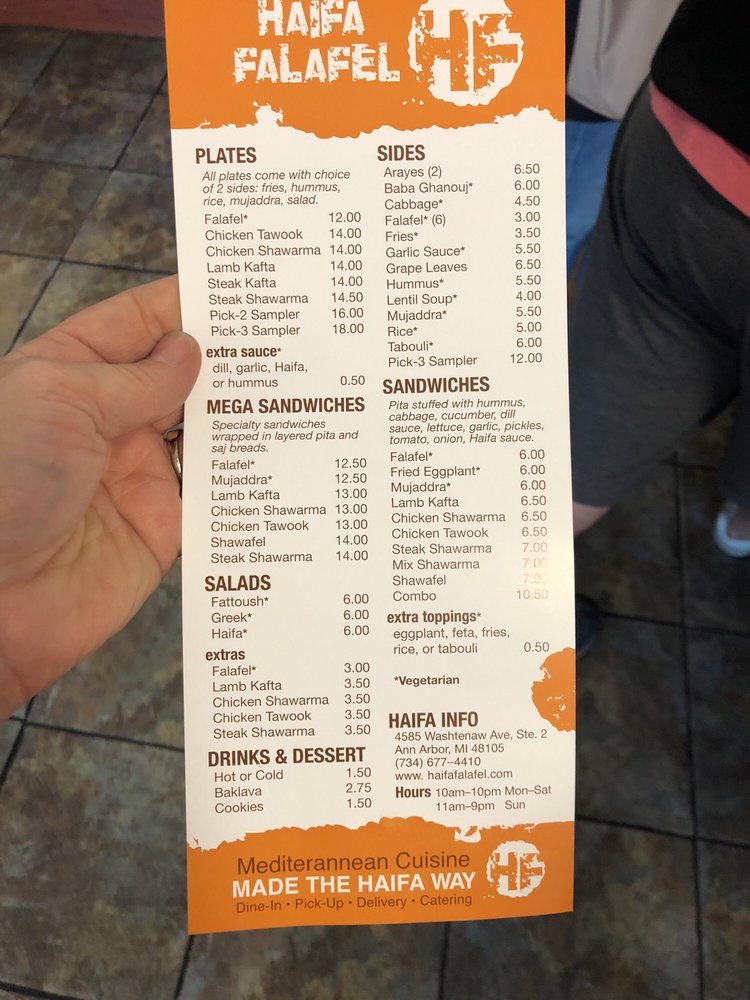 HAIFA
FALAFEL
HF
PLATES
All plates come with choice
of 2 sides: fries, hummus,
rice, mujaddra, salad.
Falafel* 12.00
Chicken Tawook 14.00
Chicken Shawarma 14.00
Lamb Kafta 14.00
Steak Kafta 14.00
Steak Shawarma 14.50
Pick-2 Sampler 16.00
Pick-3 Sampler 18.00
extra sauce*
dill, garlic, Haifa,
or hummus 0.50
MEGA SANDWICHES
Specialty sandwiches
wrapped in layered pita and
saj breads.
Falafel* 12.50
Mujaddra* 12.50
Lamb Kafta 13.00
Chicken Shawarma 13.00
Chicken Tawook 13.00
Shawafel 14.00
Steak Shawarma 14.00
SALADS
Fattoush* 6.00
Greek* 6.00
Haifa* 6.00
extras
Falafel* 3.00
Lamb Kafta 3.50
Chicken Shawarma 3.50
Chicken Tawook 3.50
Steak Shawarma 3.50
DRINKS & DESSERT
Hot or Cold 1.50
Baklava 2.75
Cookies 1.50
SIDES
Arayes (2) 6.50
Baba Ghanouj* 6.00
Cabbage* 4.50
Falafel* (6) 3.00
Fries* 3.50
Garlic Sauce* 5.50
Grape Leaves 6.50
Hummus* 5.50
Lentil Soup* 4.00
Mujaddra* 5.50
Rice* 5.00
Tabouli* 6.00
Pick-3 Sampler 12.00
SANDWICHES
Pita stuffed with hummus,
cabbage, cucumber, dill
sauce, lettuce, garlic, pickles,
tomato, onion, Haifa sauce.
Falafel* 6.00
Fried Eggplant* 6.00
Mujaddra* 6.00
Lamb Kafta 6.50
Chicken Shawarma 6.50
Chicken Tawook 6.50
Steak Shawarma 7.00
Mix Shawarma 7.00
Shawafel 7.00
Combo 10.50
extra toppings*
eggplant, feta, fries,
rice, or tabouli 0.50
*Vegetarian
HAIFA INFO
4585 Washtenaw Ave, Ste. 2
Ann Arbor, MI 48105
(734) 677–4410
www. haifafalafel.com
Hours 10am–10pm Mon–Sat
11am–9pm Sun
Mediterannean Cuisine
MADE THE HAIFA WAY
Dine-In • Pick-Up • Delivery • Catering
HF